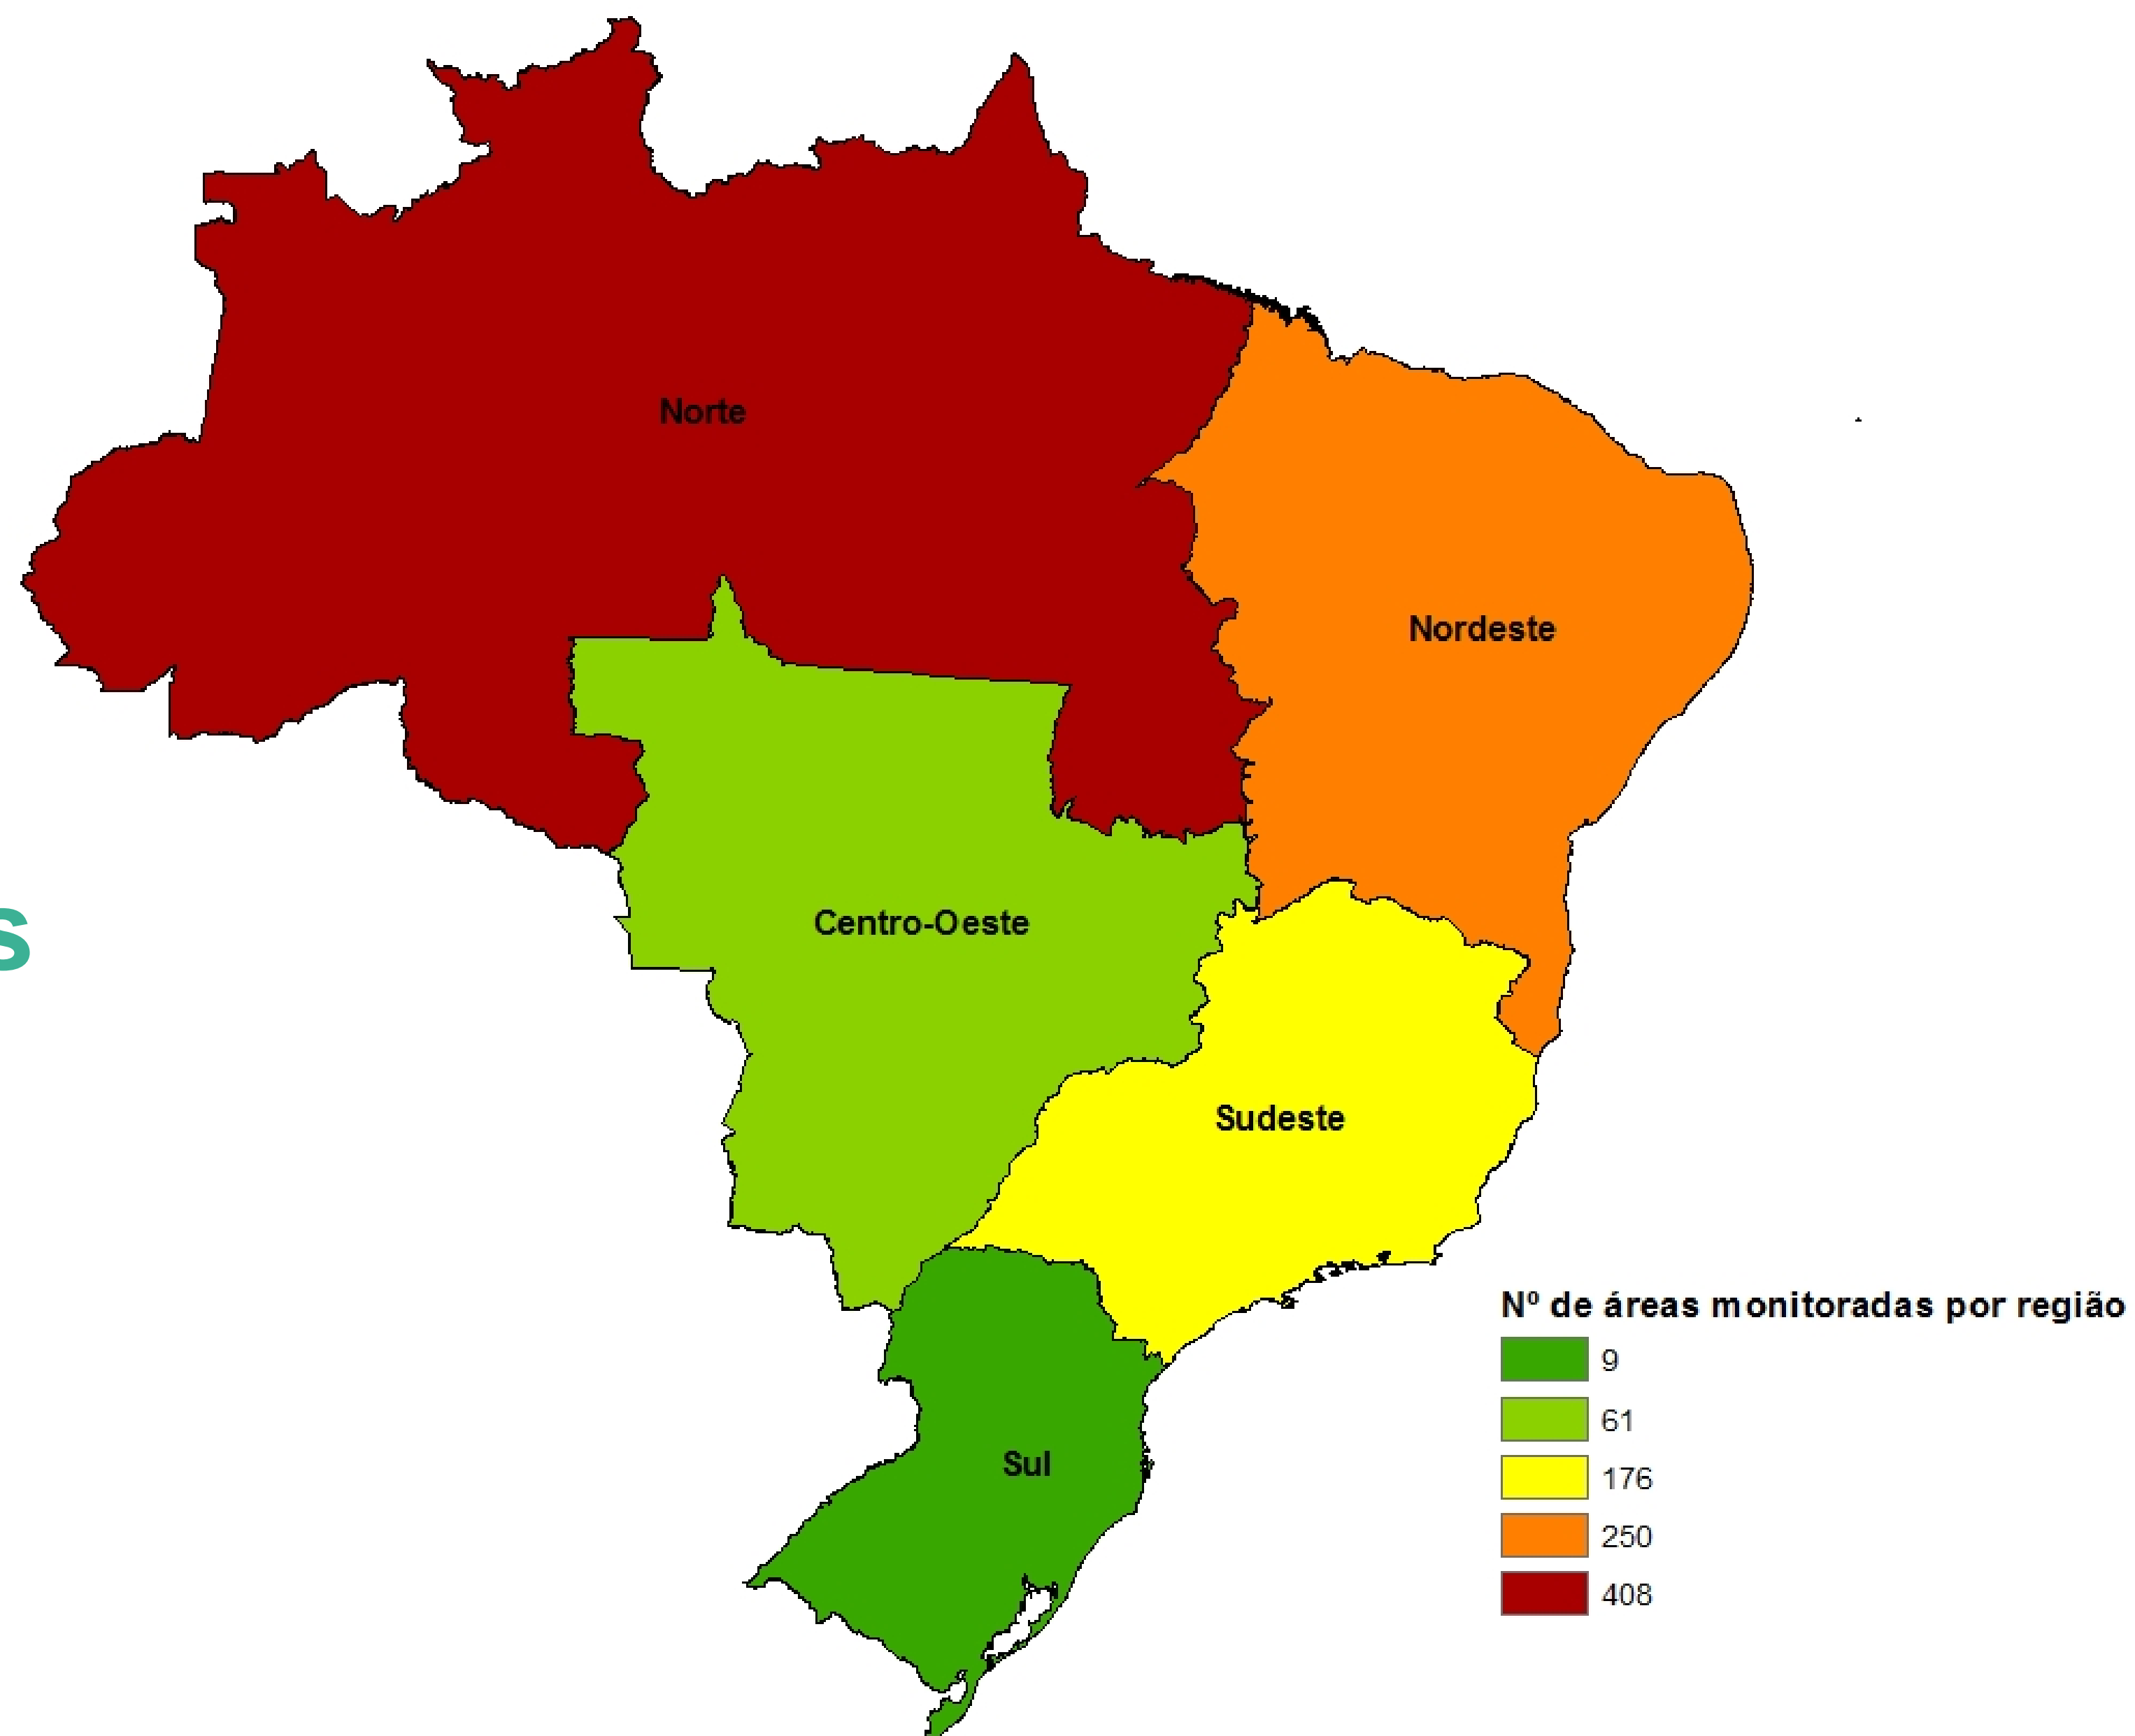 Norte
Nordeste
s
Centro-Oeste
Sudeste
Sul
Nº de áreas monitoradas por região
9
61
176
250
408